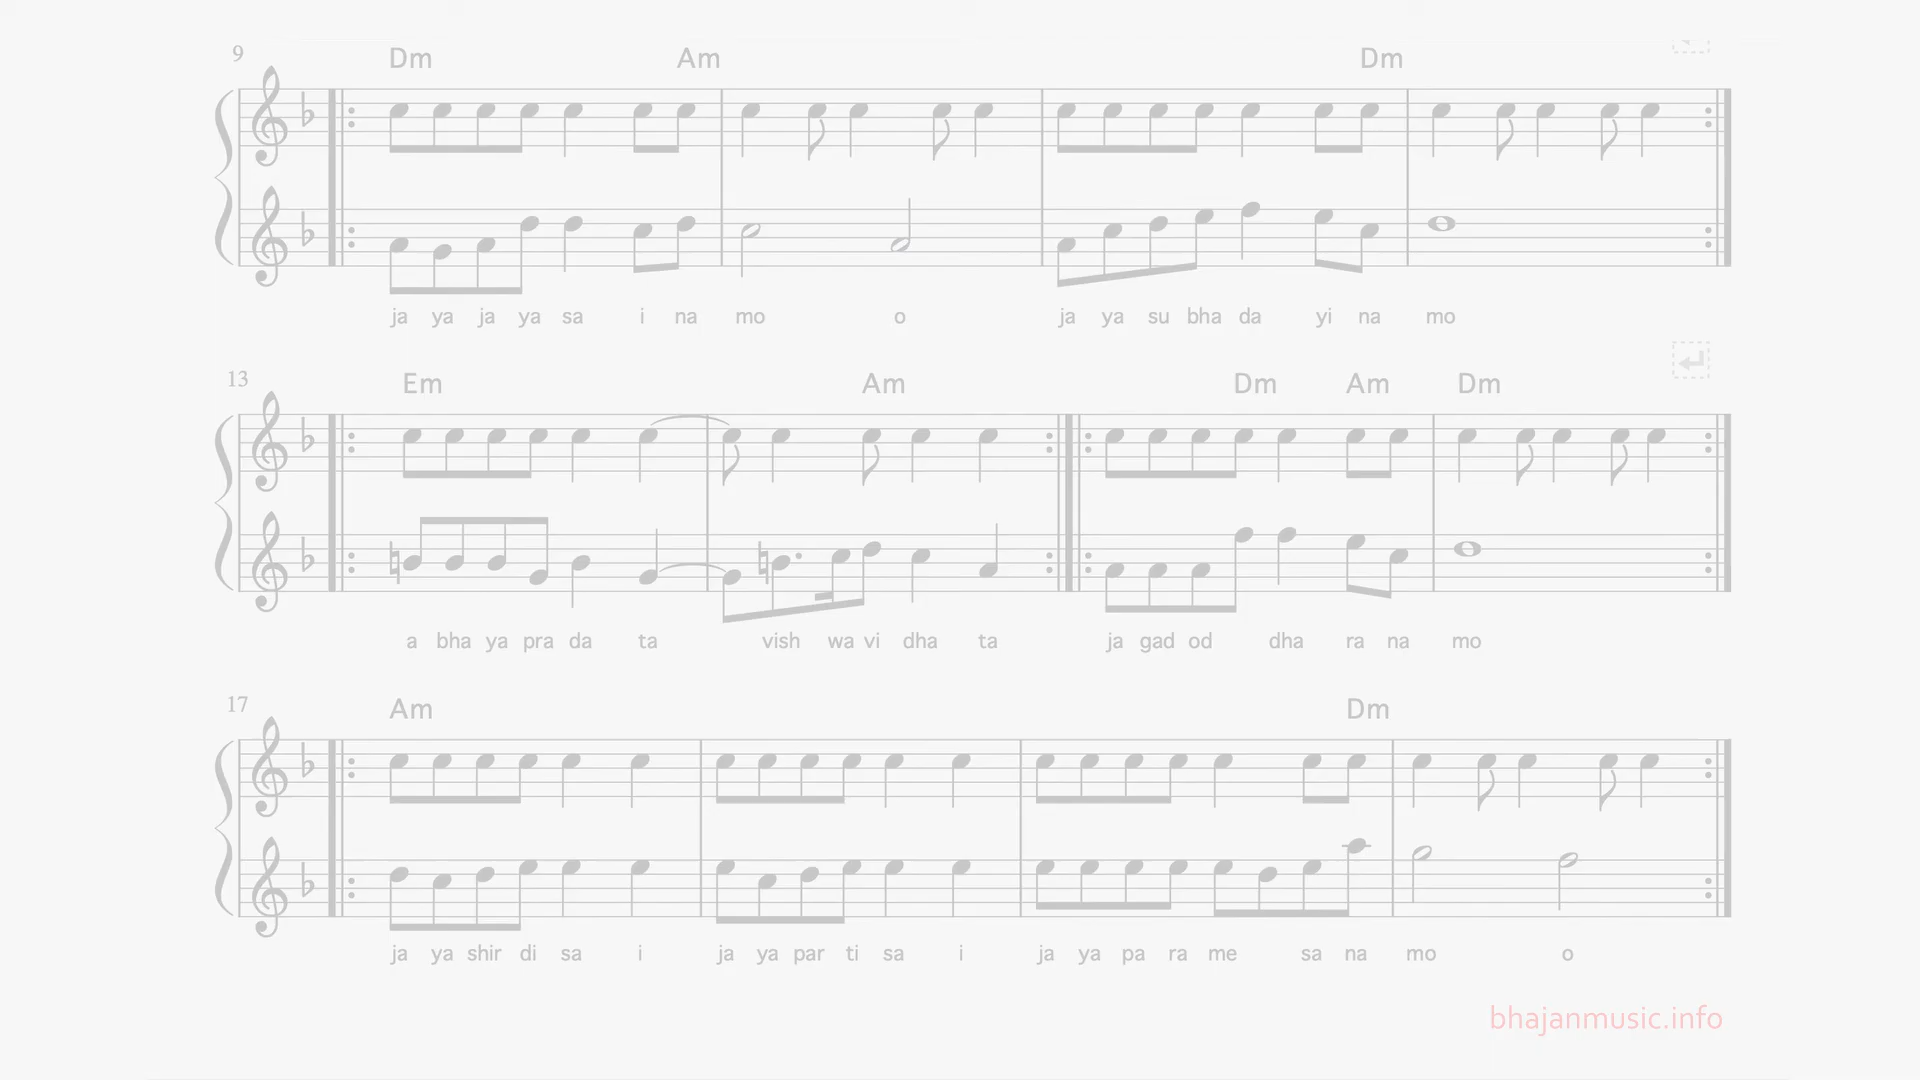 9 Dm Am Dm
ja ya ja ya sa i na mo o ja ya su bha da yi na mo
13 Em Am Dm Am Dm
a bha ya pra da ta vish wa vi dha ta ja gad od dha ra na mo
17 Am Dm
ja ya shir di sa i ja ya par ti sa i ja ya pa ra me sa na mo o
bhajanmusic.info